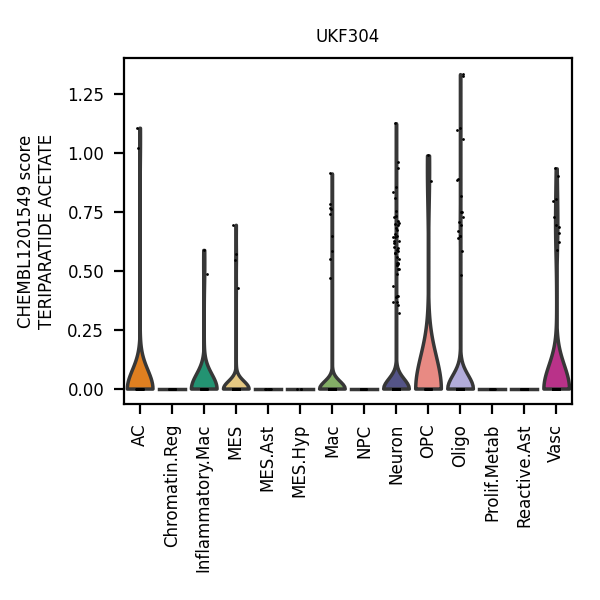 UKF304
CHEMBL1201549 score
TERIPARATIDE ACETATE
1.25
1.00
0.75
0.50
0.25
0.00
AC
Chromatin.Reg
Inflammatory.Mac
MES
MES.Ast
MES.Hyp
Mac
NPC
Neuron
OPC
Oligo
Prolif.Metab
Reactive.Ast
Vasc